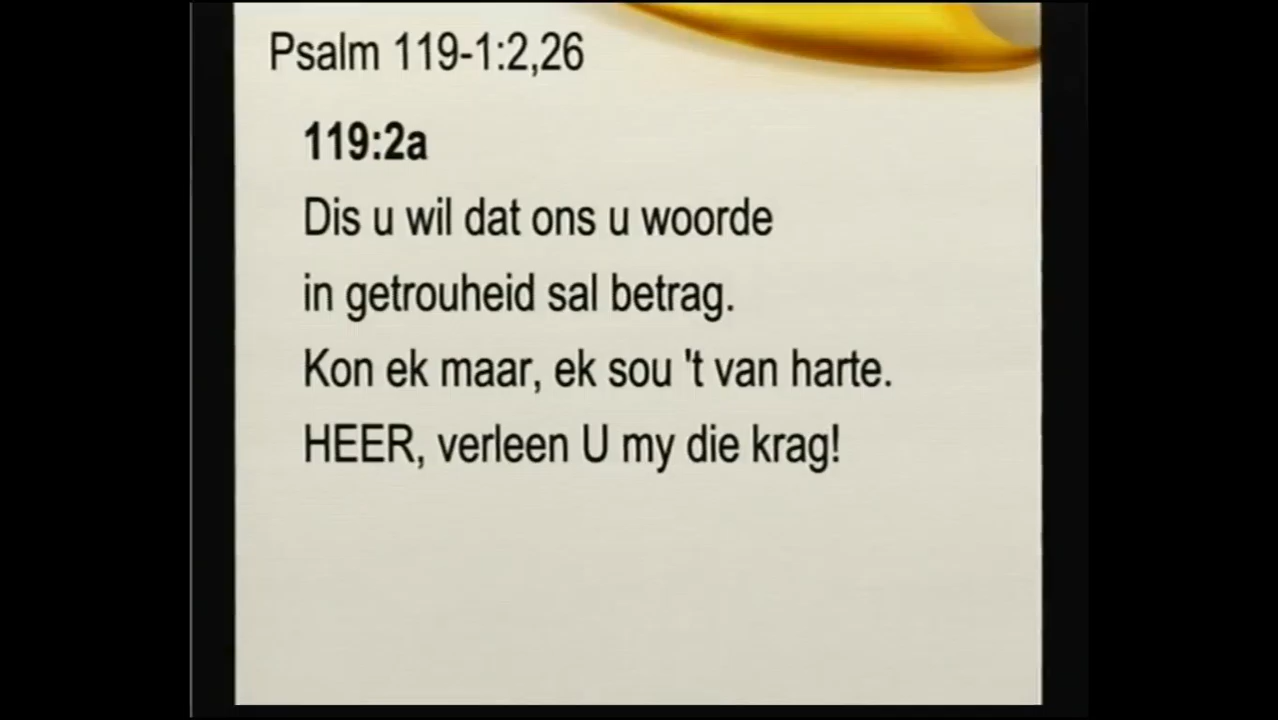 Psalm 119-1:2,26
119:2a
Dis u wil dat ons u woorde
in getrouheid sal betrag.
Kon ek maar, ek sou 't van harte.
HEER, verleen U my die krag!